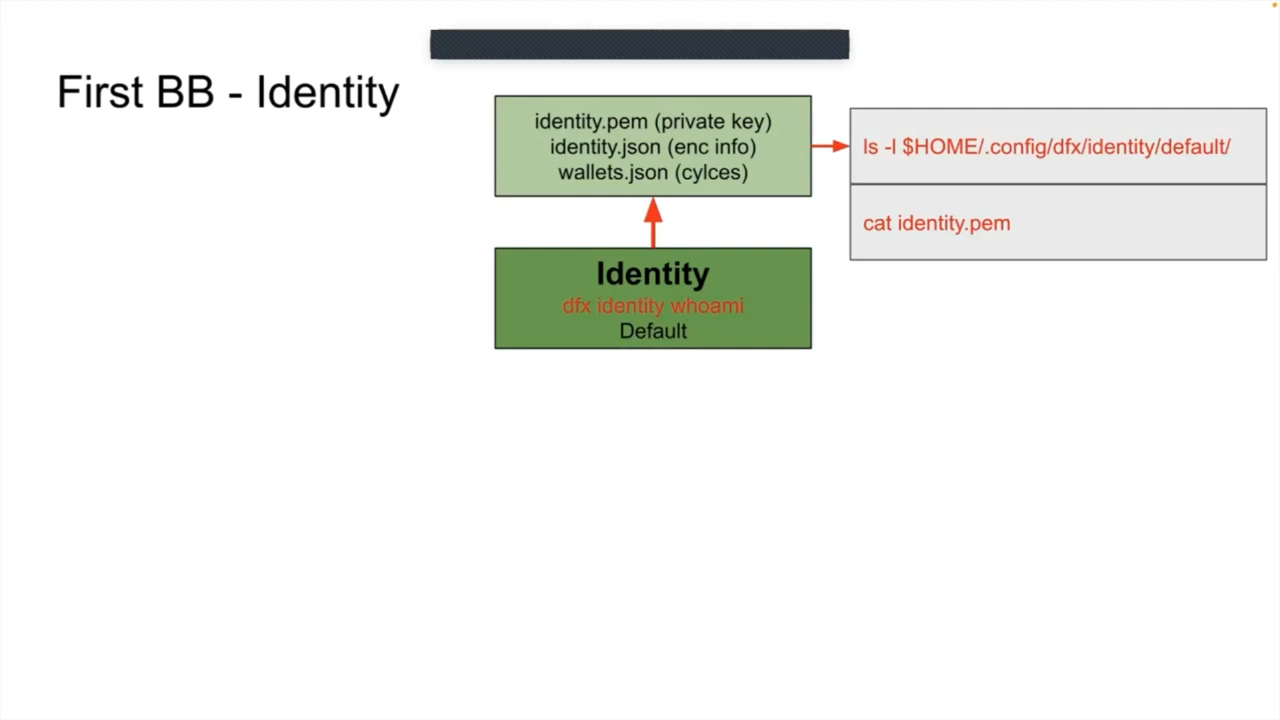 First BB - Identity
identity.pem (private key)
identity.json (enc info)
wallets.json (cylces)
ls -l $HOME/.config/dfx/identity/default/
cat identity.pem
Identity
dfx identity whoami
Default